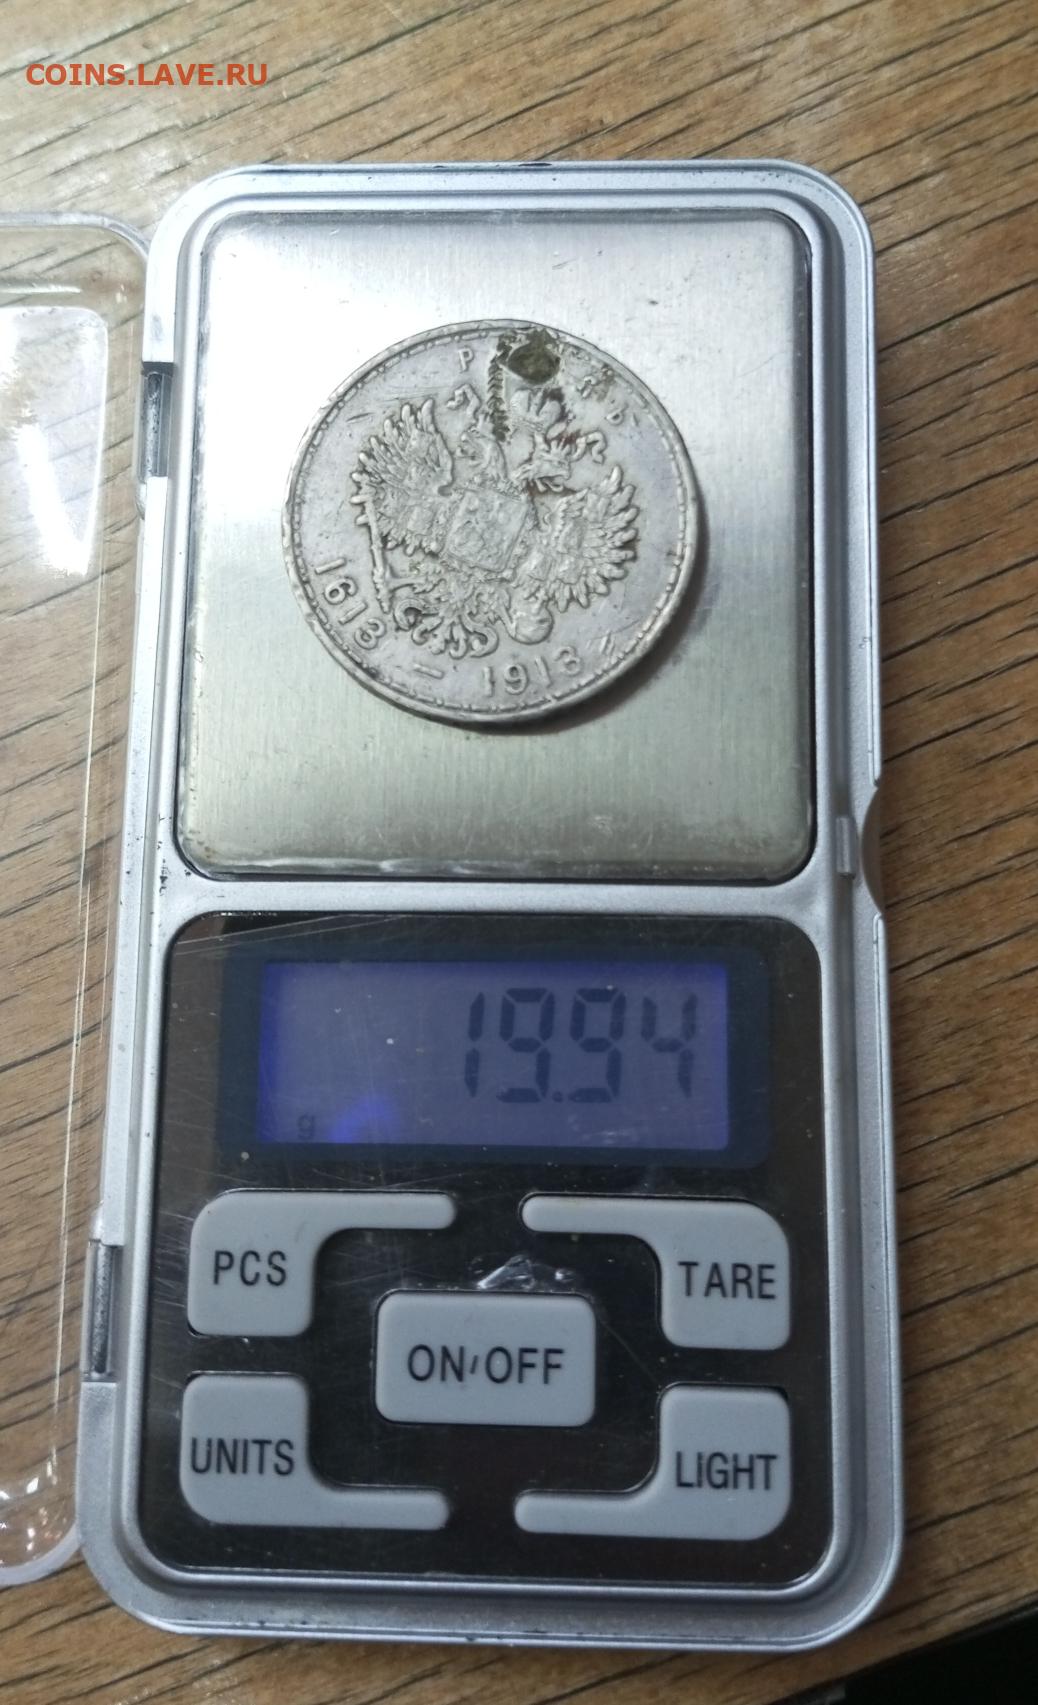 COINS.LAVE.RU
Р
Л Ь
1613 – 1913
19.94
g
PCS
TARE
ON/OFF
UNITS
LIGHT